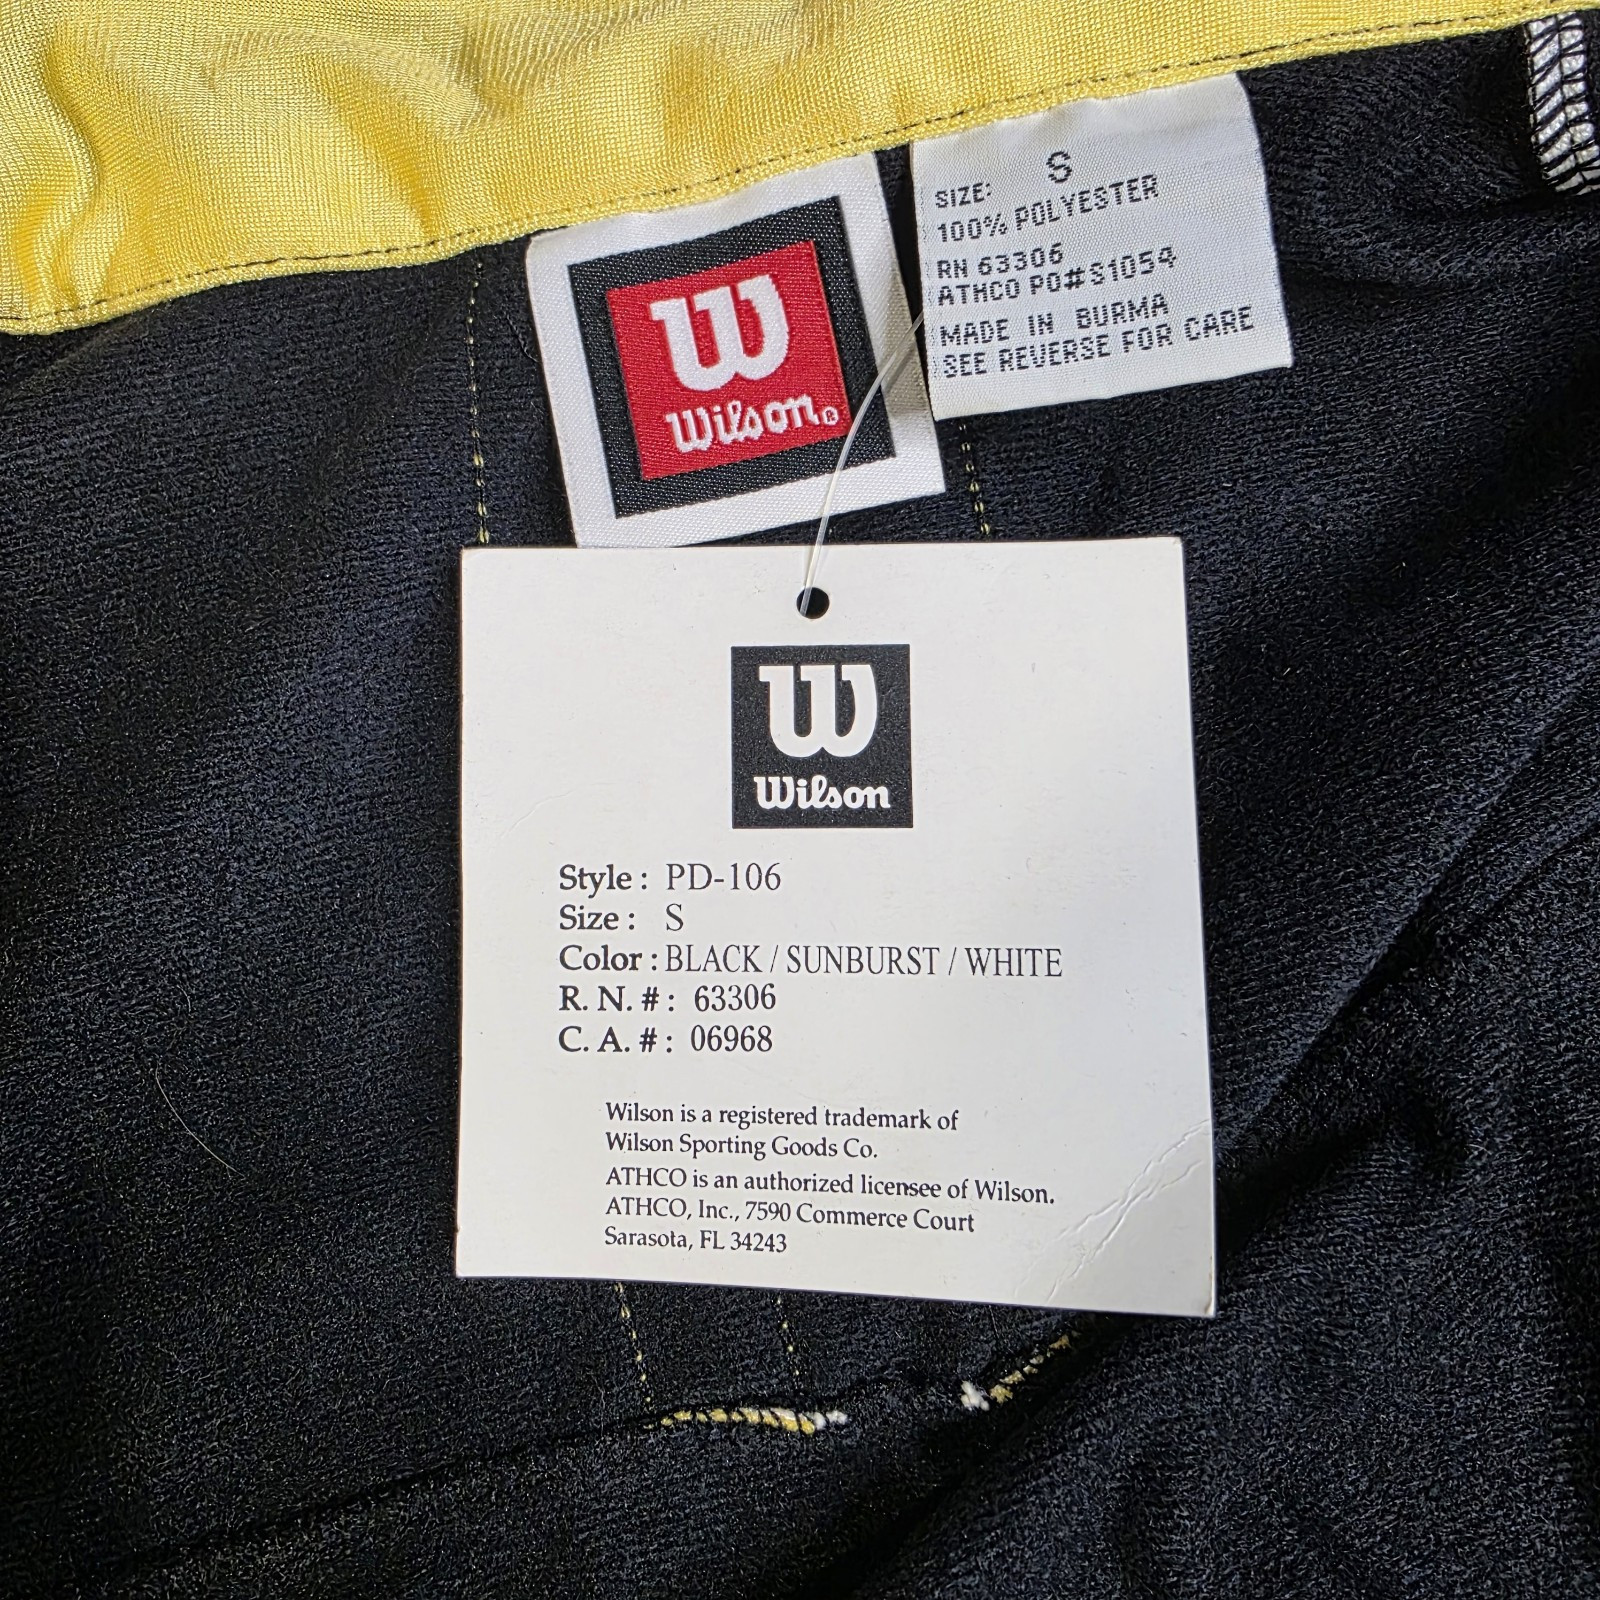 SIZE: S
100% POLYESTER
RN 63306
ATHCO PO#S1054
MADE IN BURMA
SEE REVERSE FOR CARE
W
Wilson®
W
Wilson
Style : PD-106
Size : S
Color : BLACK / SUNBURST / WHITE
R. N. # : 63306
C. A. # : 06968
Wilson is a registered trademark of
Wilson Sporting Goods Co.
ATHCO is an authorized licensee of Wilson.
ATHCO, Inc., 7590 Commerce Court
Sarasota, FL 34243